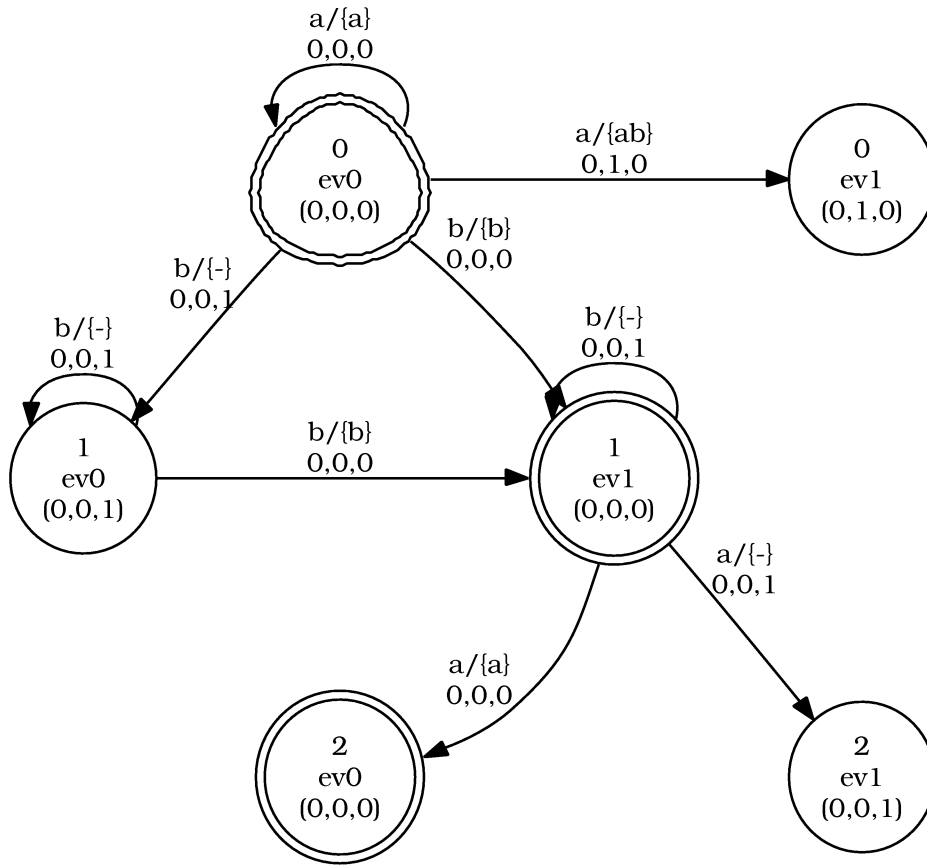 a/{a}
0,0,0
0
ev0
(0,0,0)
a/{ab}
0,1,0
0
ev1
(0,1,0)
b/{-}
0,0,1
b/{b}
0,0,0
b/{-}
0,0,1
b/{-}
0,0,1
1
ev0
(0,0,1)
b/{b}
0,0,0
1
ev1
(0,0,0)
a/{a}
0,0,0
a/{-}
0,0,1
2
ev0
(0,0,0)
2
ev1
(0,0,1)